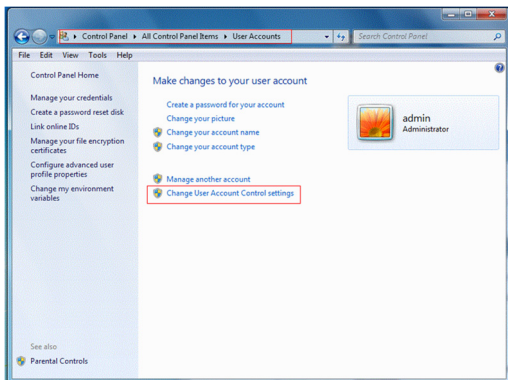 Control Panel All Control Panel Items User Accounts
Search Control Panel
File Edit View Tools Help
Control Panel Home
Manage your credentials
Create a password reset disk
Link online IDs
Manage your file encryption
certificates
Configure advanced user
profile properties
Change my environment
variables
See also
Parental Controls
Make changes to your user account
Create a password for your account
Change your picture
Change your account name
Change your account type
Manage another account
Change User Account Control settings
admin
Administrator